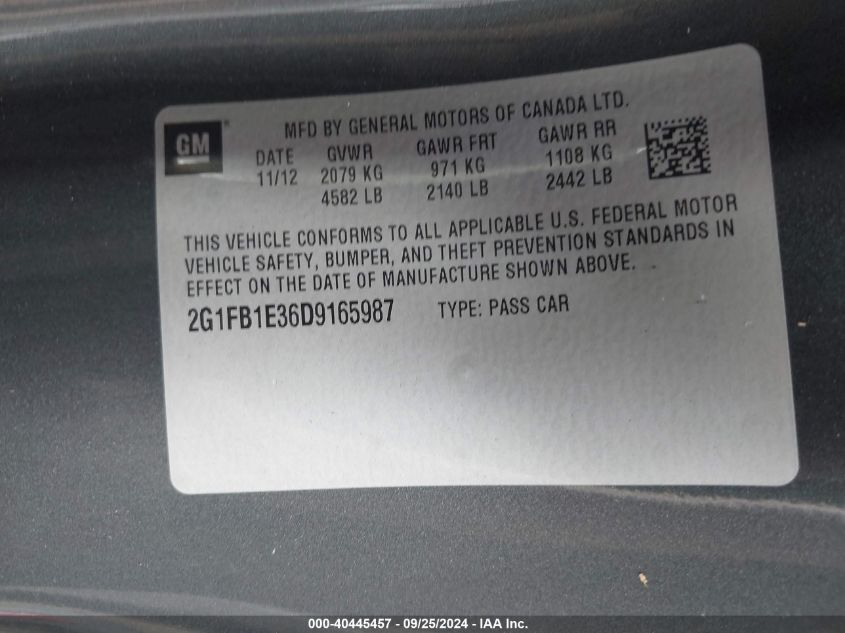 GM
MFD BY GENERAL MOTORS OF CANADA LTD.
DATE GVWR GAWR FRT GAWR RR
11/12 2079 KG 971 KG 1108 KG
4582 LB 2140 LB 2442 LB
THIS VEHICLE CONFORMS TO ALL APPLICABLE U.S. FEDERAL MOTOR
VEHICLE SAFETY, BUMPER, AND THEFT PREVENTION STANDARDS IN
EFFECT ON THE DATE OF MANUFACTURE SHOWN ABOVE.
2G1FB1E36D9165987 TYPE: PASS CAR
000-40445457 - 09/25/2024 - IAA Inc.